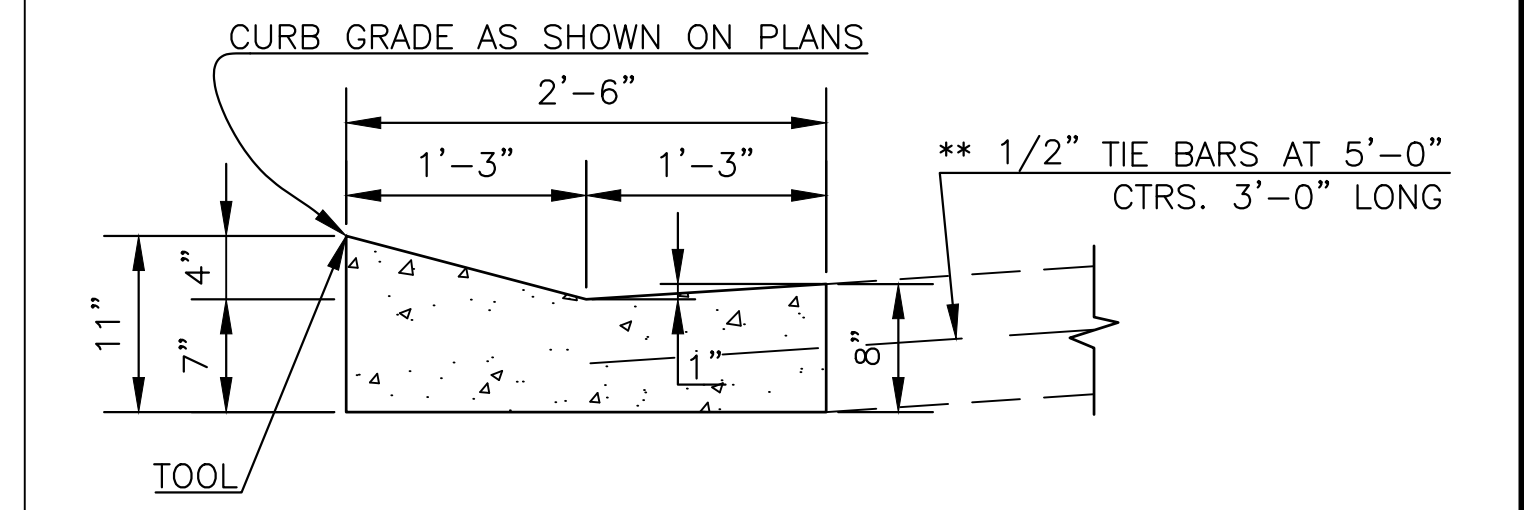 CURB GRADE AS SHOWN ON PLANS
2'-6"
1'-3" 1'-3"
** 1/2" TIE BARS AT 5'-0"
CTRS. 3'-0" LONG
4"
11"
7"
1"
8"
TOOL